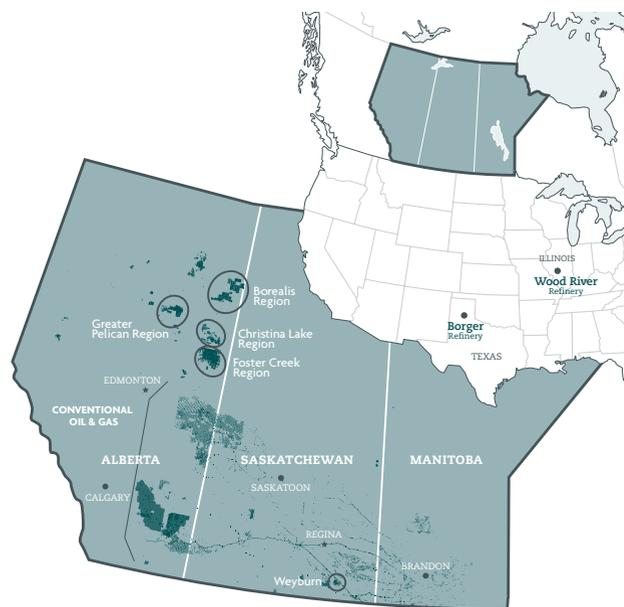 ILLINOIS
Wood River
Refinery
Borger
Refinery
TEXAS
Borealis
Region
Greater
Pelican Region
Christina Lake
Region
Foster Creek
Region
EDMONTON
CONVENTIONAL
OIL & GAS
ALBERTA
SASKATCHEWAN
MANITOBA
CALGARY
SASKATOON
REGINA
BRANDON
Weyburn